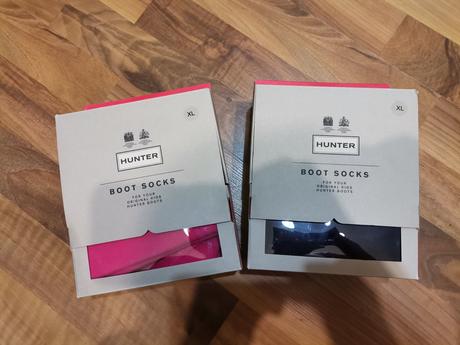 XL
HUNTER
BOOT SOCKS
FOR YOUR
ORIGINAL KIDS
HUNTER BOOTS
XL
HUNTER
BOOT SOCKS
FOR YOUR
ORIGINAL KIDS
HUNTER BOOTS